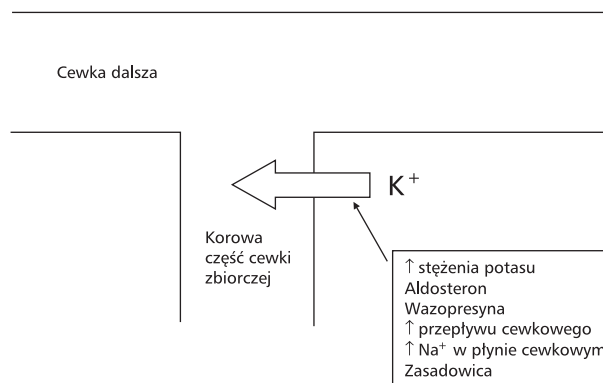 Cewka dalsza
K+
Korowa
część cewki
zbiorczej
↑ stężenia potasu
Aldosteron
Wazopresyna
↑ przepływu cewkowego
↑ Na+ w płynie cewkowym
Zasadowica